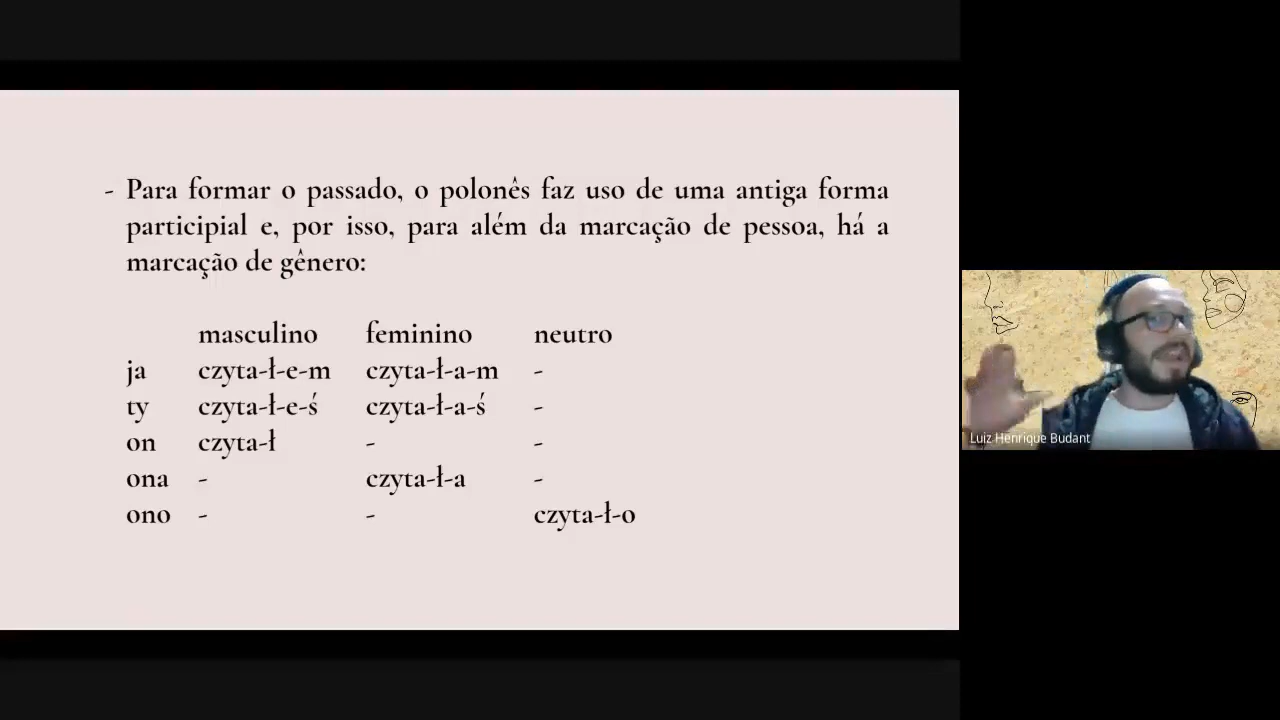 - Para formar o passado, o polonês faz uso de uma antiga forma
participial e, por isso, para além da marcação de pessoa, há a
marcação de gênero:
masculino feminino neutro
ja czyta-ł-e-m czyta-ł-a-m -
ty czyta-ł-e-ś czyta-ł-a-ś -
on czyta-ł - -
ona - czyta-ł-a -
ono - - czyta-ł-o
Luiz Henrique Budant